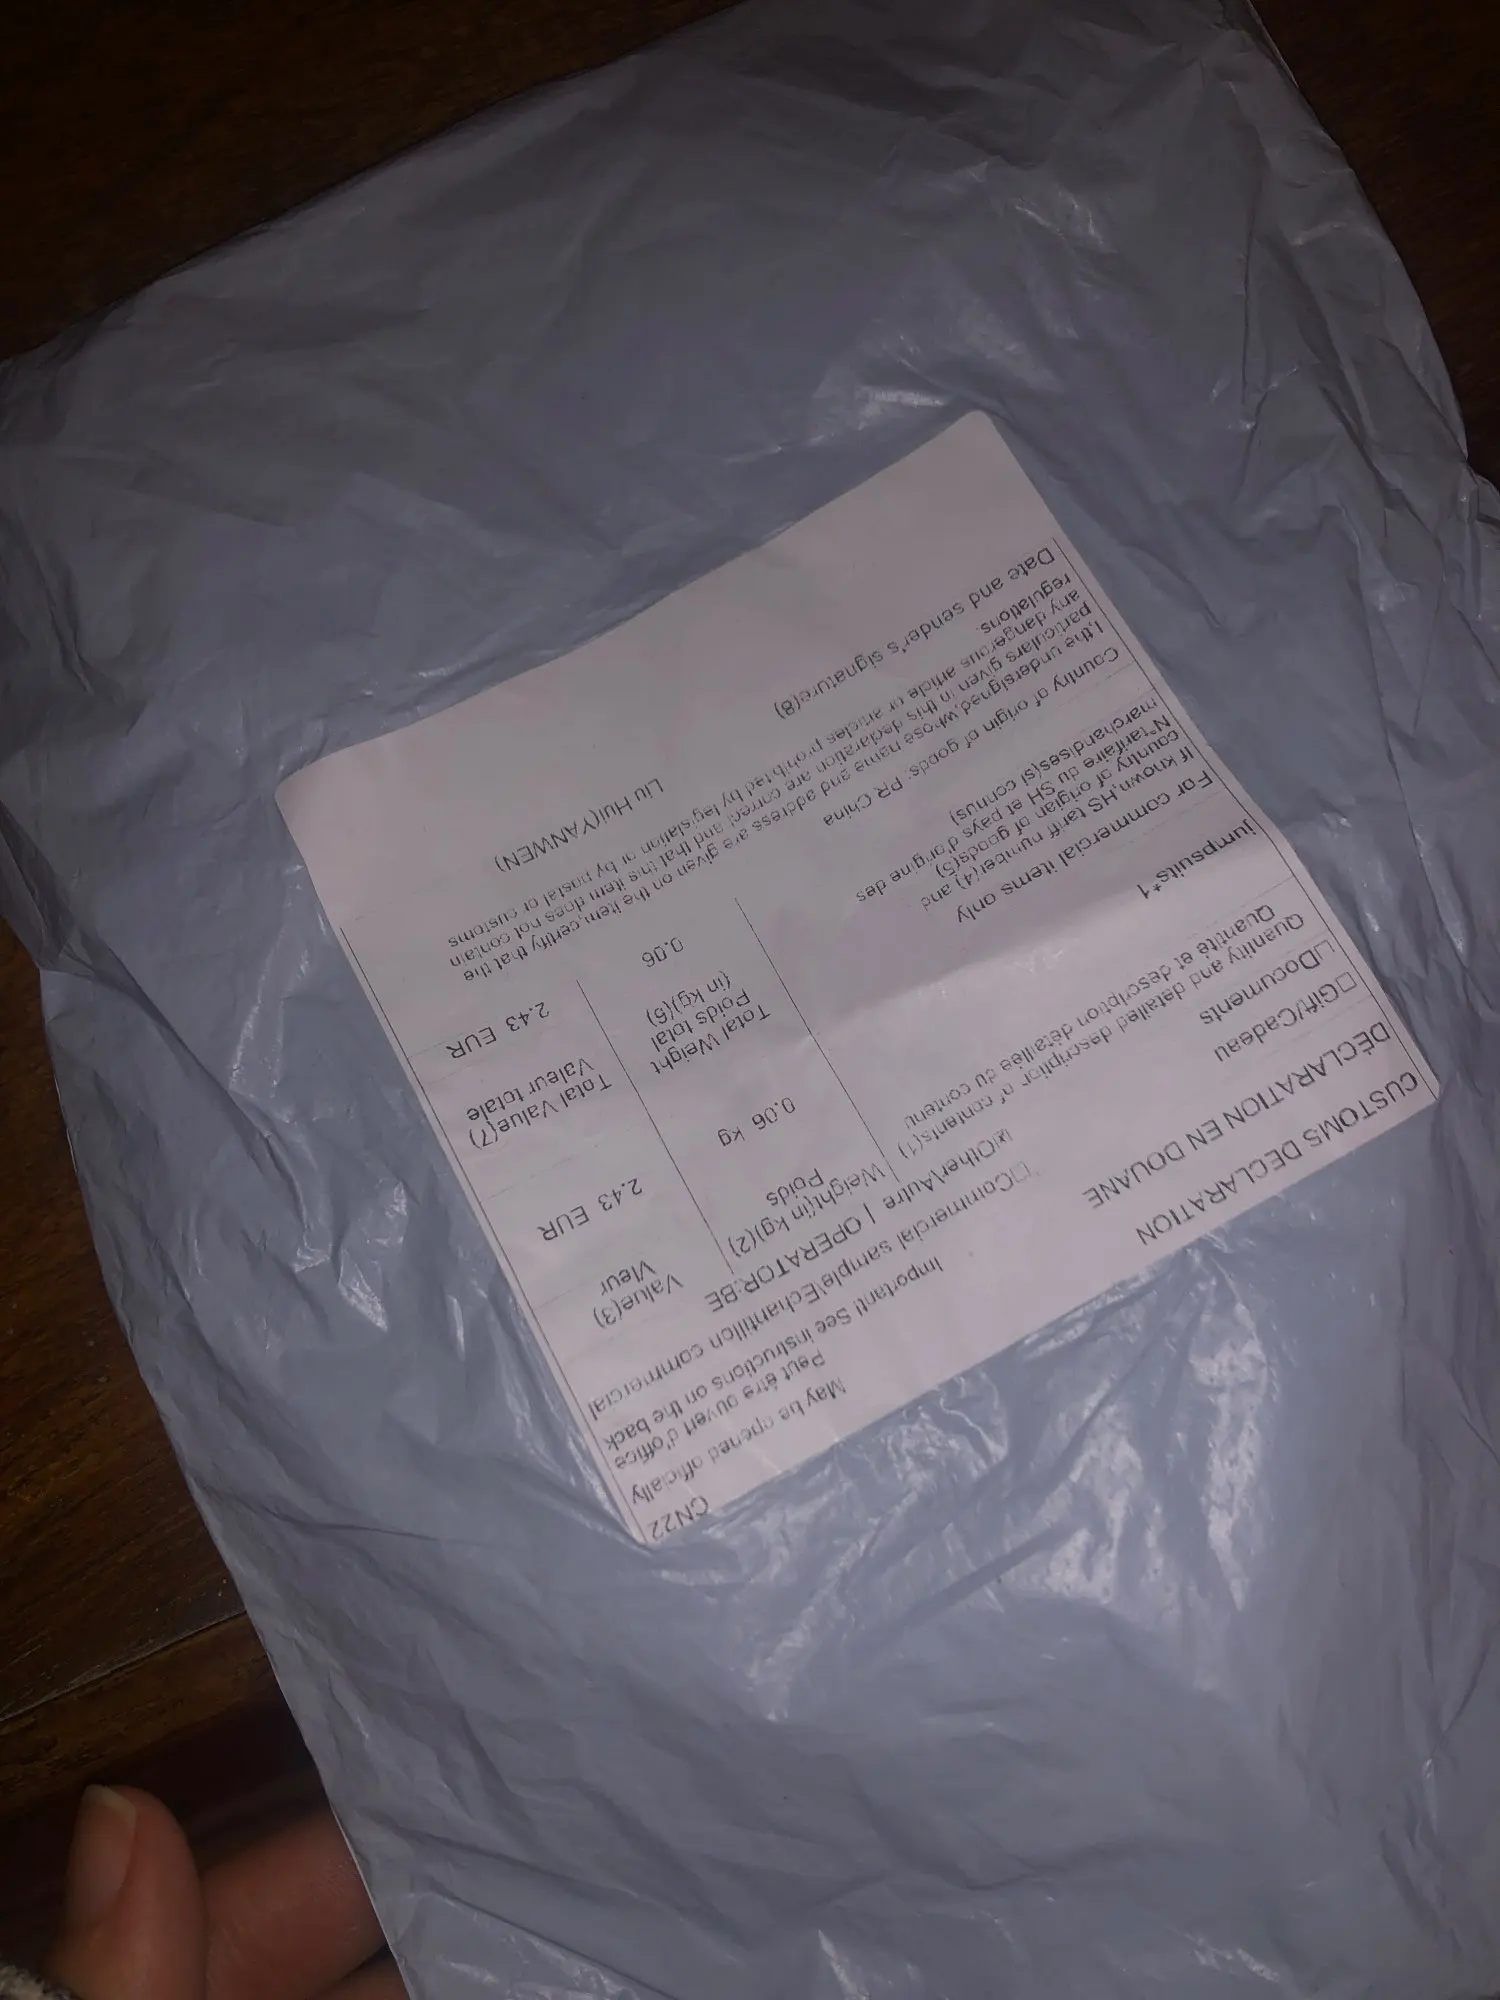 CUSTOMS DECLARATION
DÉCLARATION EN DOUANE
CN22
May be opened officially
Peut être ouvert d'office
Important! See instructions on the back
□Gift/Cadeau
□Commercial sample\Echantillon commercial
□Documents
☒Other/Autre | OPERATOR:BE
Quantity and detailed description of contents(1)
Quantité et description détaillée du contenu
Weight(in kg)(2)
Poids
Value(3)
Vleur
jumpsuits*1
0.06 kg
2.43 EUR
For commercial items only
If known,HS tariff number(4) and
country of origian of goods(5)
N°tarifaire du SH et pays d'origine des
marchandises(si connus)
Total Weight
Poids total
(in kg)(6)
Total Value(7)
Valeur totale
Country of origin of goods: PR.China
0.06
2.43 EUR
I,the undersigned,whose name and address are given on the item,certify that the
particulars given in this declaration are correct and that this item does not contain
any dangerous article or articles prohibited by legislation or by postal or customs
regulations.
Date and sender's signature(8)
Liu Hui(YANWEN)